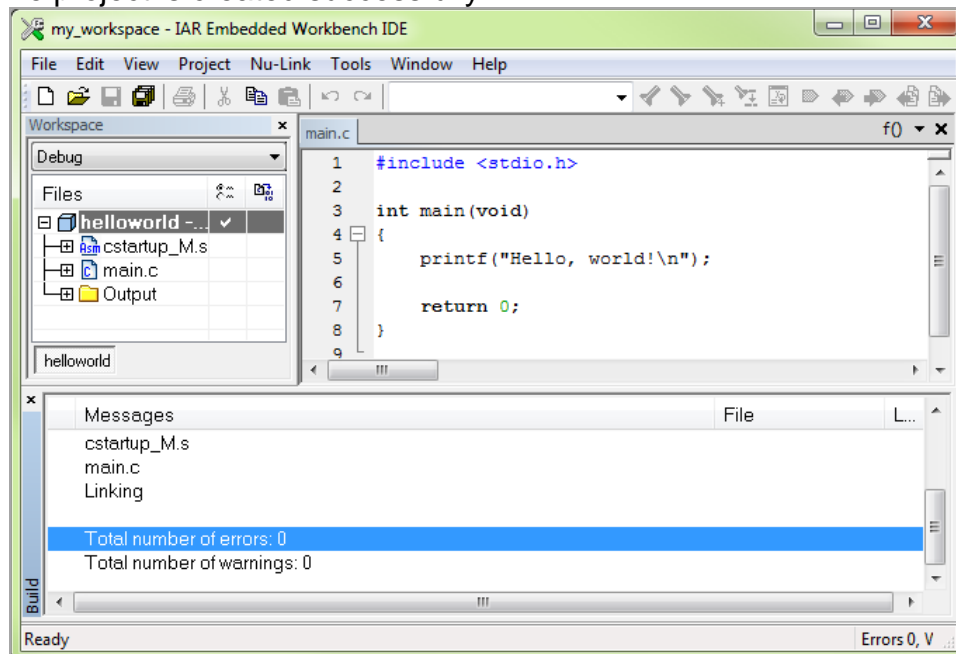 my_workspace - IAR Embedded Workbench IDE
File Edit View Project Nu-Link Tools Window Help
Workspace
Debug
Files
helloworld -...
cstartup_M.s
main.c
Output
helloworld
main.c
f()
1 #include <stdio.h>
2
3 int main(void)
4 {
5 printf("Hello, world!\n");
6
7 return 0;
8 }
9
Messages File L...
cstartup_M.s
main.c
Linking
Total number of errors: 0
Total number of warnings: 0
Build
Ready Errors 0, V